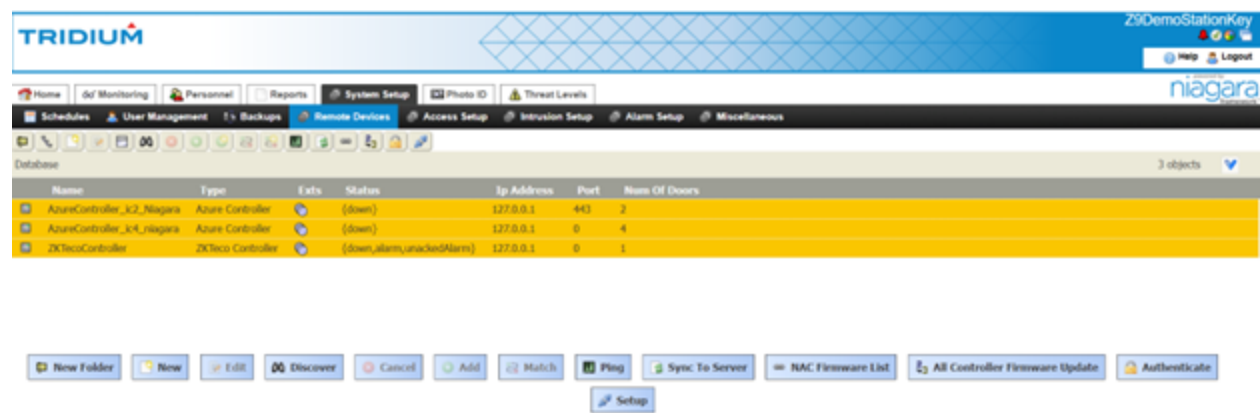 TRIDIUM
Z9DemoStationKey
Help Logout
niagara
Home Monitoring Personnel Reports System Setup Photo ID Threat Levels
Schedules User Management Backups Remote Devices Access Setup Intrusion Setup Alarm Setup Miscellaneous
Database 3 objects
Name Type Exts Status Ip Address Port Num Of Doors
AzureController_ic2_Niagara Azure Controller {down} 127.0.0.1 443 2
AzureController_ic4_niagara Azure Controller {down} 127.0.0.1 0 4
ZKTecoController ZKTeco Controller {down,alarm,unackedAlarm} 127.0.0.1 0 1
New Folder New Edit Discover Cancel Add Match Ping Sync To Server NAC Firmware List All Controller Firmware Update Authenticate
Setup